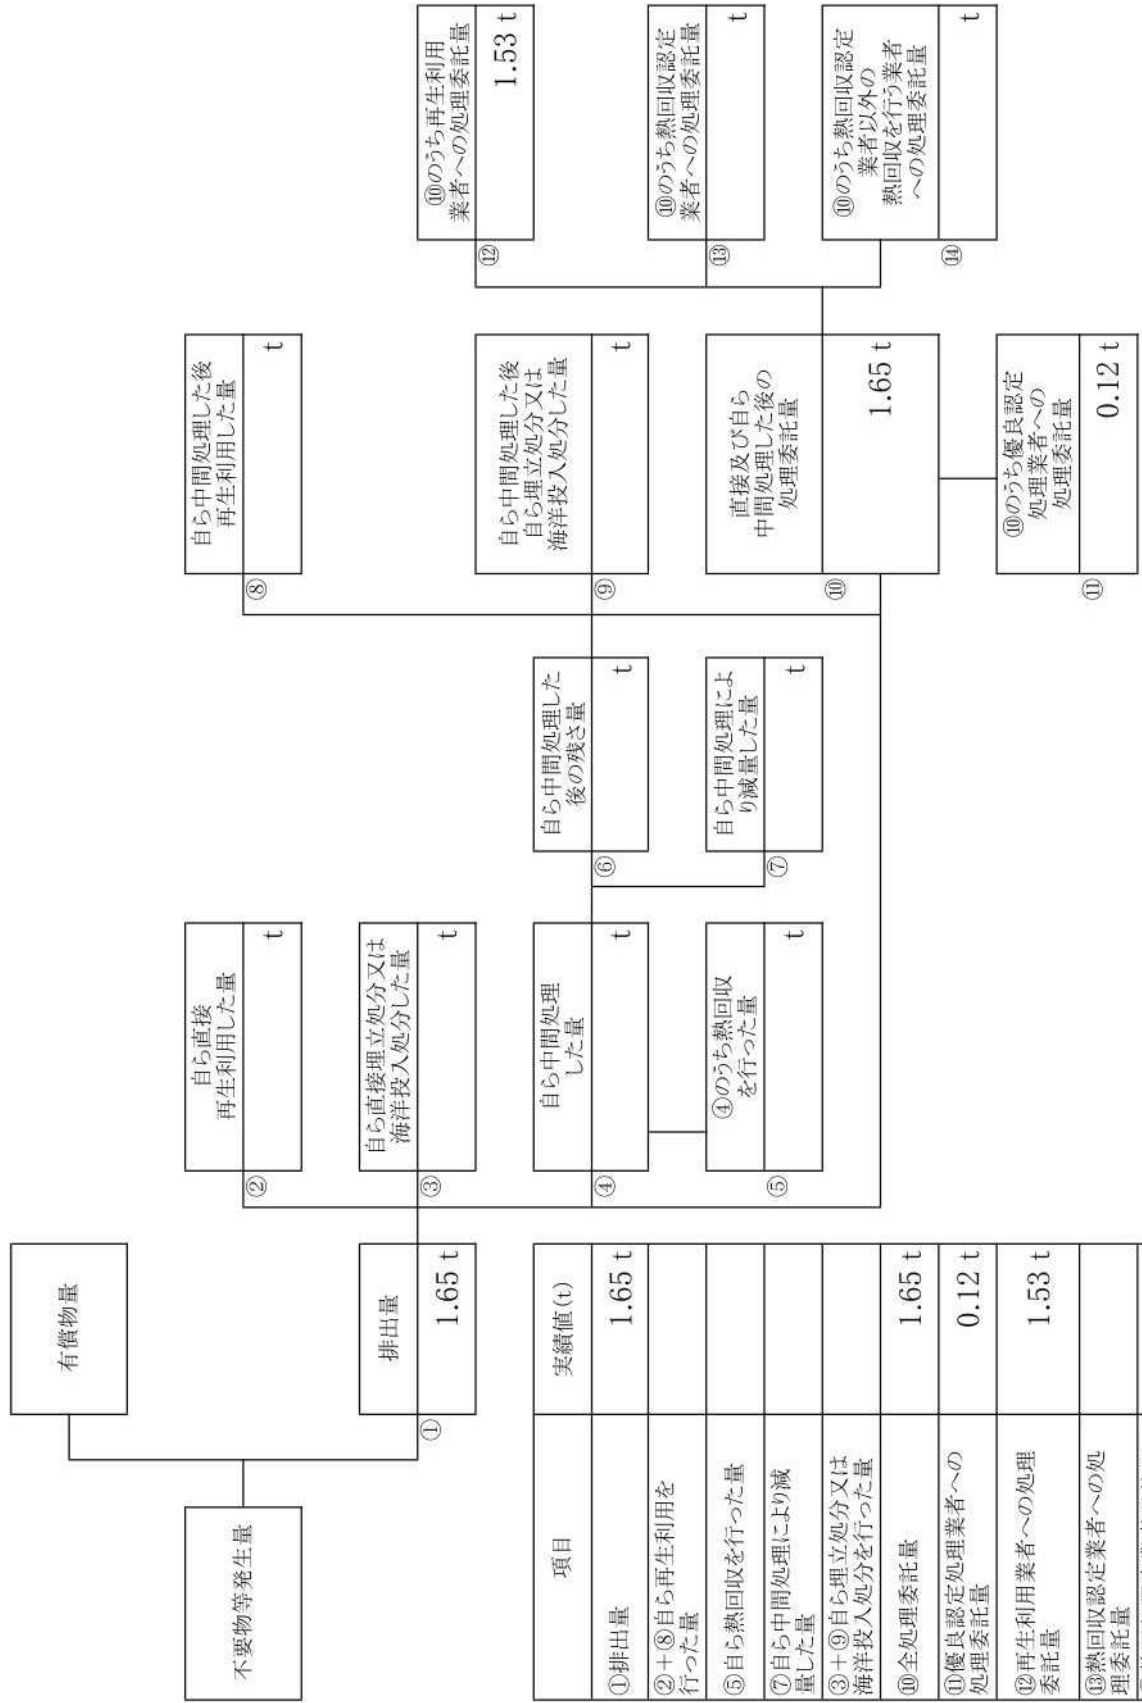 不要物等発生量
有償物量
①
排出量
1.65 t
②
自ら直接
再生利用した量
t
③
自ら直接埋立処分又は
海洋投入処分した量
t
④
自ら中間処理
した量
t
⑤
④のうち熱回収
を行った量
t
⑥
自ら中間処理した
後の残さ量
t
⑦
自ら中間処理によ
り減量した量
t
⑧
自ら中間処理した後
再生利用した量
t
⑨
自ら中間処理した後
自ら埋立処分又は
海洋投入処分した量
t
⑩
直接及び自ら
中間処理した後の
処理委託量
1.65 t
⑪
⑩のうち優良認定
処理業者への
処理委託量
0.12 t
⑫
⑩のうち再生利用
業者への処理委託量
1.53 t
⑬
⑩のうち熱回収認定
業者への処理委託量
t
⑭
⑩のうち熱回収認定
業者以外の
熱回収を行う業者
への処理委託量
t
項目 実績値(t)
①排出量 1.65 t
②+⑧自ら再生利用を
行った量
⑤自ら熱回収を行った量
⑦自ら中間処理により減
量した量
③+⑨自ら埋立処分又は
海洋投入処分を行った量
⑩全処理委託量 1.65 t
⑪優良認定処理業者への
処理委託量 0.12 t
⑫再生利用業者への処理
委託量 1.53 t
⑬熱回収認定業者への処
理委託量